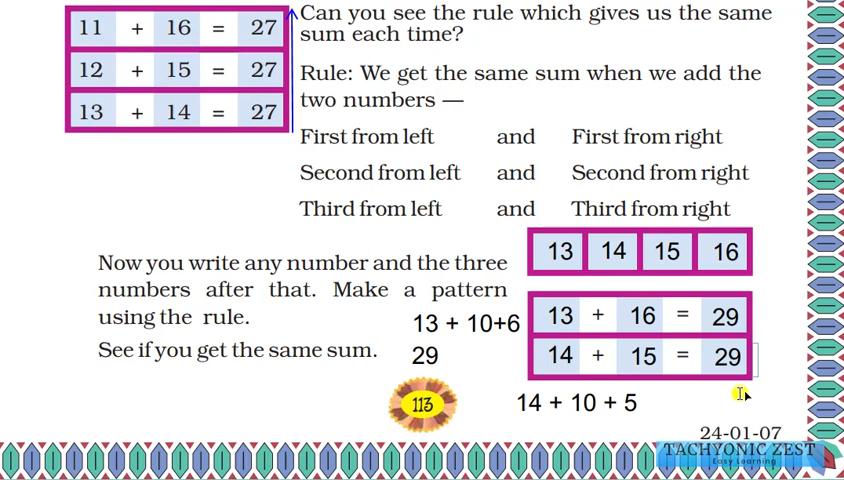 11 + 16 = 27
12 + 15 = 27
13 + 14 = 27
Can you see the rule which gives us the same
sum each time?
Rule: We get the same sum when we add the
two numbers —
First from left and First from right
Second from left and Second from right
Third from left and Third from right
13 14 15 16
Now you write any number and the three
numbers after that. Make a pattern
using the rule.
See if you get the same sum.
13 + 10+6
29
13 + 16 = 29
14 + 15 = 29
14 + 10 + 5
113
24-01-07
TACHYONIC ZEST
Easy Learning